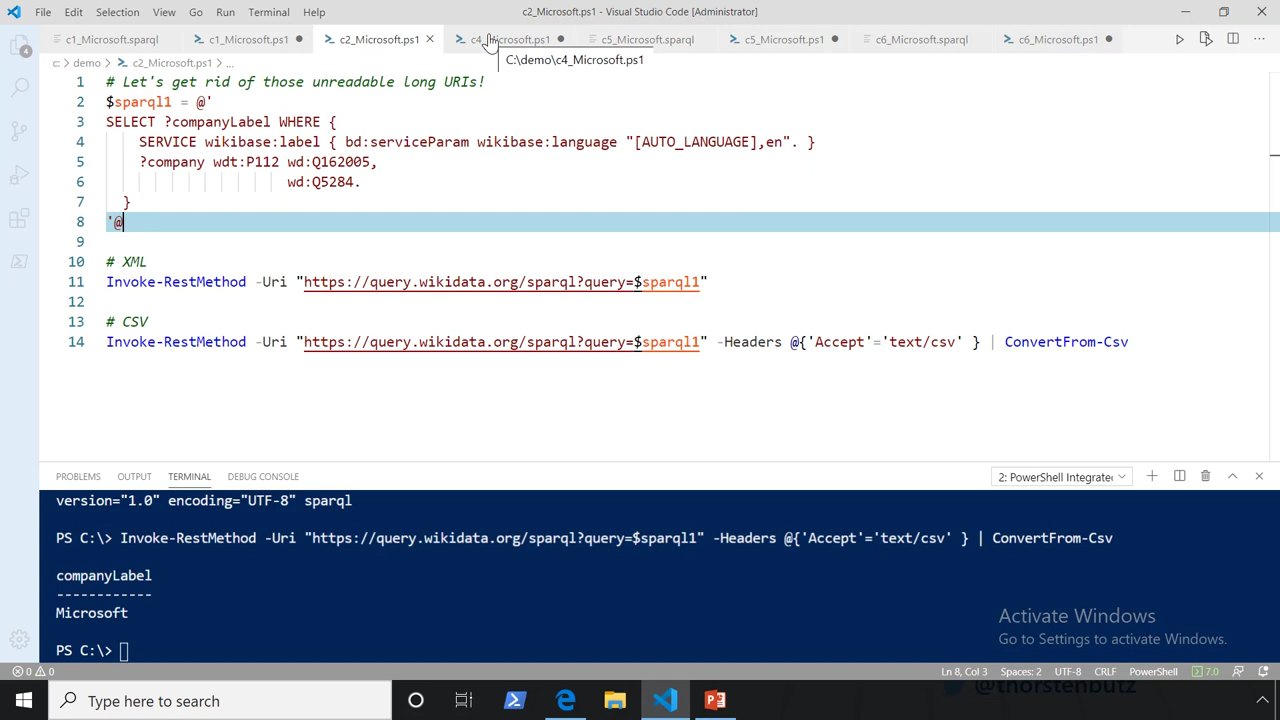 File Edit Selection View Go Run Terminal Help
c2_Microsoft.ps1 - Visual Studio Code [Administrator]
c1_Microsoft.sparql
c1_Microsoft.ps1
c2_Microsoft.ps1
c4_Microsoft.ps1
c5_Microsoft.sparql
c5_Microsoft.ps1
c6_Microsoft.sparql
c6_Microsoft.ps1
C:\demo\c4_Microsoft.ps1
c: > demo > c2_Microsoft.ps1 > ...
1 # Let's get rid of those unreadable long URIs!
2 $sparql1 = @'
3 SELECT ?companyLabel WHERE {
4 SERVICE wikibase:label { bd:serviceParam wikibase:language "[AUTO_LANGUAGE],en". }
5 ?company wdt:P112 wd:Q162005,
6 wd:Q5284.
7 }
8 '@
9
10 # XML
11 Invoke-RestMethod -Uri "https://query.wikidata.org/sparql?query=$sparql1"
12
13 # CSV
14 Invoke-RestMethod -Uri "https://query.wikidata.org/sparql?query=$sparql1" -Headers @{'Accept'='text/csv' } | ConvertFrom-Csv
PROBLEMS OUTPUT TERMINAL DEBUG CONSOLE
2: PowerShell Integrate
version="1.0" encoding="UTF-8" sparql
PS C:\> Invoke-RestMethod -Uri "https://query.wikidata.org/sparql?query=$sparql1" -Headers @{'Accept'='text/csv' } | ConvertFrom-Csv
companyLabel
------------
Microsoft
PS C:\>
Activate Windows
Go to Settings to activate Windows.
0 0
Ln 8, Col 3 Spaces: 2 UTF-8 CRLF PowerShell 7.0
@thorstenbutz
Type here to search